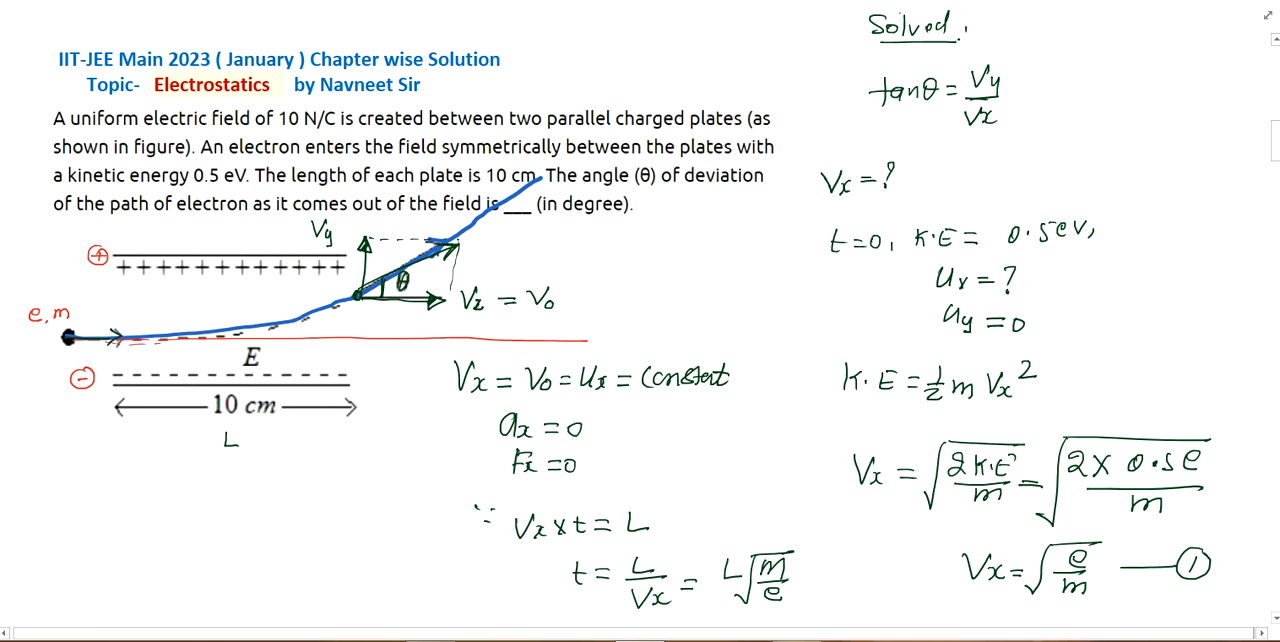 IIT-JEE Main 2023 ( January ) Chapter wise Solution
Topic- Electrostatics by Navneet Sir
A uniform electric field of 10 N/C is created between two parallel charged plates (as
shown in figure). An electron enters the field symmetrically between the plates with
a kinetic energy 0.5 eV. The length of each plate is 10 cm. The angle (θ) of deviation
of the path of electron as it comes out of the field is ___ (in degree).
Vy
+
+ + + + + + + + + + + +
θ
Vx = V0
e, m
E
-
10 cm
L
Vx = V0 = Ux = Constant
ax = 0
Fx = 0
∵ Vx × t = L
t = L/Vx = L√(m/e)
Solved.
tanθ = Vy/Vx
Vx = ?
t=0, K·E = 0.5eV,
Ux = ?
Uy = 0
K·E = 1/2 m Vx²
Vx = √(2K·E/m) = √(2×0.5e/m)
Vx = √(e/m) —— ①